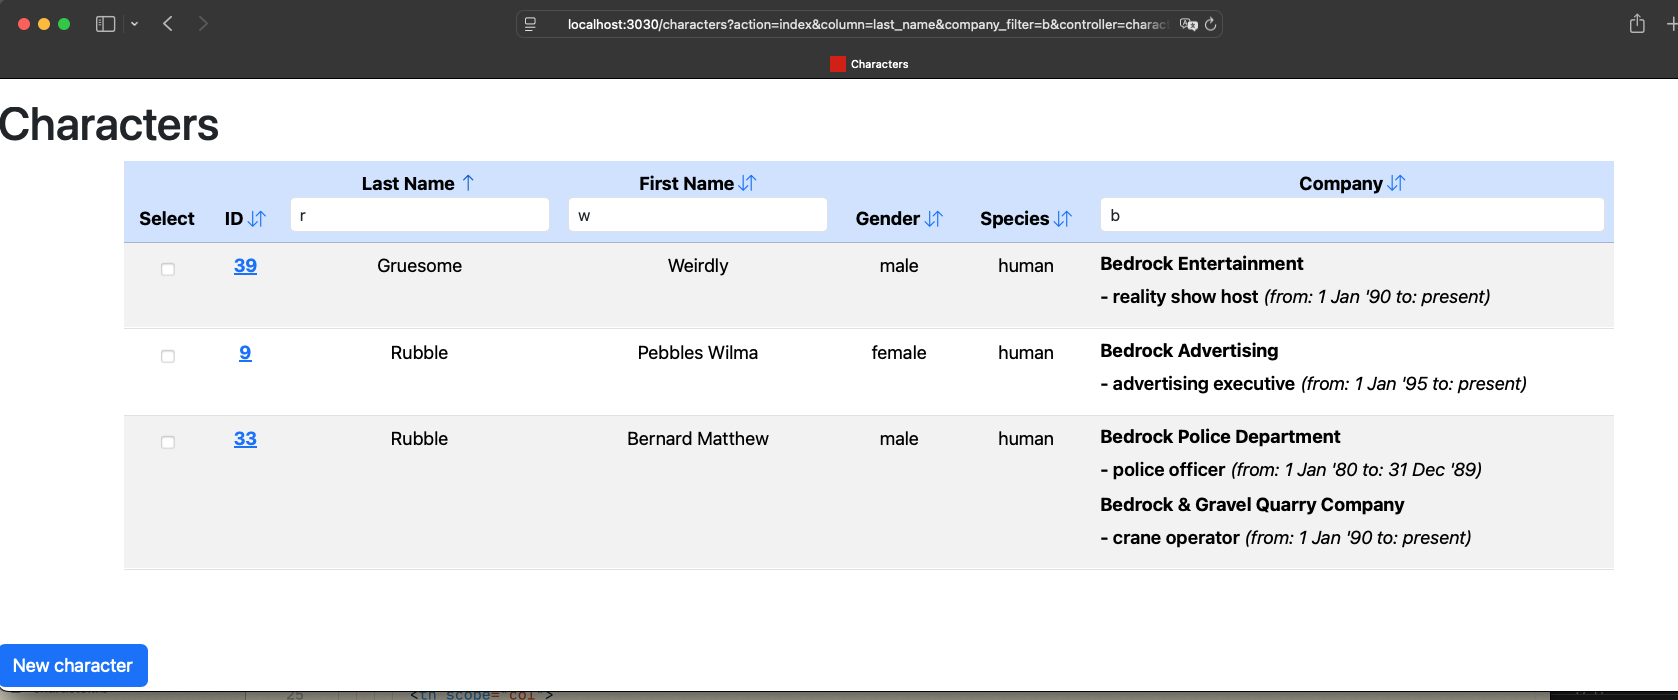 localhost:3030/characters?action=index&column=last_name&company_filter=b&controller=charac
Characters
Characters
Select
ID
Last Name
r
First Name
w
Gender
Species
Company
b
39 Gruesome Weirdly male human Bedrock Entertainment
- reality show host (from: 1 Jan '90 to: present)
9 Rubble Pebbles Wilma female human Bedrock Advertising
- advertising executive (from: 1 Jan '95 to: present)
33 Rubble Bernard Matthew male human Bedrock Police Department
- police officer (from: 1 Jan '80 to: 31 Dec '89)
Bedrock & Gravel Quarry Company
- crane operator (from: 1 Jan '90 to: present)
New character
25 <th scope="col">